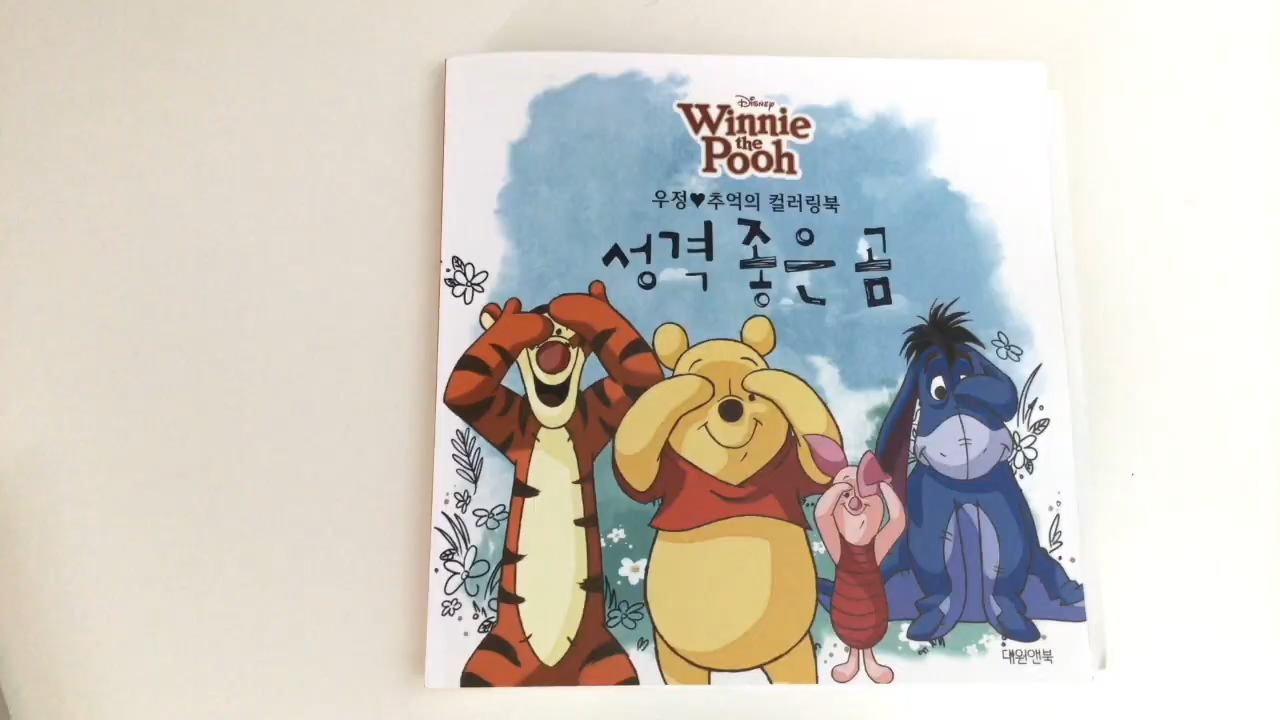 Disney
Winnie
the
Pooh
우정♥추억의 컬러링북
성격 좋은 곰
대원앤북